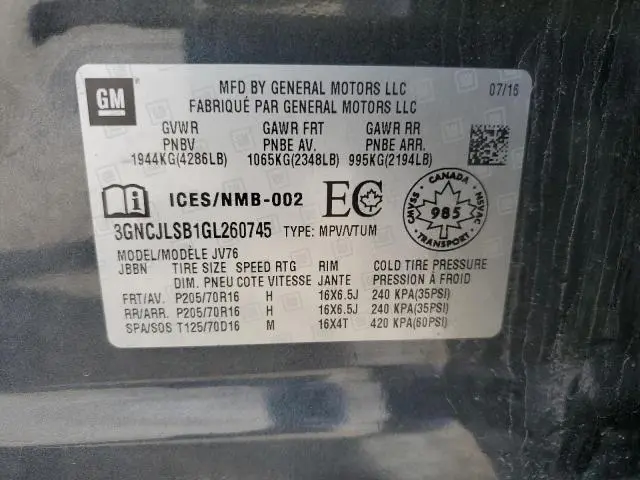 GM
MFD BY GENERAL MOTORS LLC 07/16
FABRIQUÉ PAR GENERAL MOTORS LLC
GVWR GAWR FRT GAWR RR
PNBV PNBE AV. PNBE ARR.
1944KG(4286LB) 1065KG(2348LB) 995KG(2194LB)
ICES/NMB-002 EC
CANADA
CMVSS 985 NSVAC
TRANSPORT
3GNCJLSB1GL260745 TYPE: MPV/VTUM
MODEL/MODÈLE JV76
JBBN TIRE SIZE SPEED RTG RIM COLD TIRE PRESSURE
DIM. PNEU COTE VITESSE JANTE PRESSION À FROID
FRT/AV. P205/70R16 H 16X6.5J 240 KPA(35PSI)
RR/ARR. P205/70R16 H 16X6.5J 240 KPA(35PSI)
SPA/SOS T125/70D16 M 16X4T 420 KPA(60PSI)